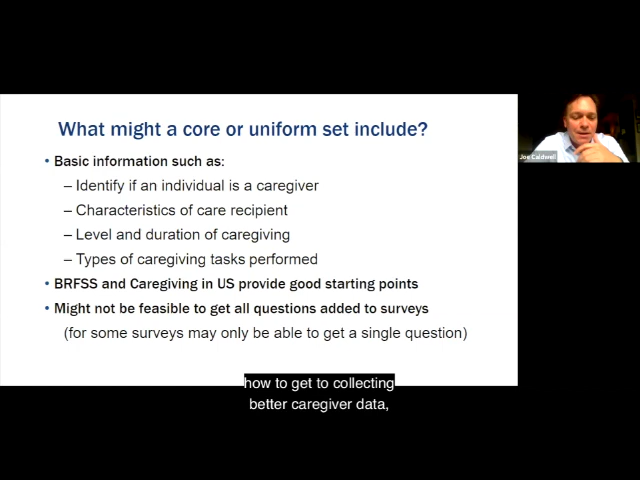 What might a core or uniform set include?
• Basic information such as:
– Identify if an individual is a caregiver
– Characteristics of care recipient
– Level and duration of caregiving
– Types of caregiving tasks performed
• BRFSS and Caregiving in US provide good starting points
• Might not be feasible to get all questions added to surveys
(for some surveys may only be able to get a single question)
Joe Caldwell
how to get to collecting
better caregiver data,